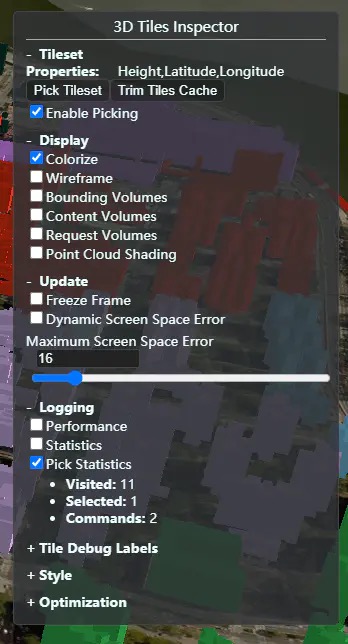 3D Tiles Inspector
- Tileset
Properties: Height,Latitude,Longitude
Pick Tileset Trim Tiles Cache
Enable Picking
- Display
Colorize
Wireframe
Bounding Volumes
Content Volumes
Request Volumes
Point Cloud Shading
- Update
Freeze Frame
Dynamic Screen Space Error
Maximum Screen Space Error
16
- Logging
Performance
Statistics
Pick Statistics
• Visited: 11
• Selected: 1
• Commands: 2
+ Tile Debug Labels
+ Style
+ Optimization